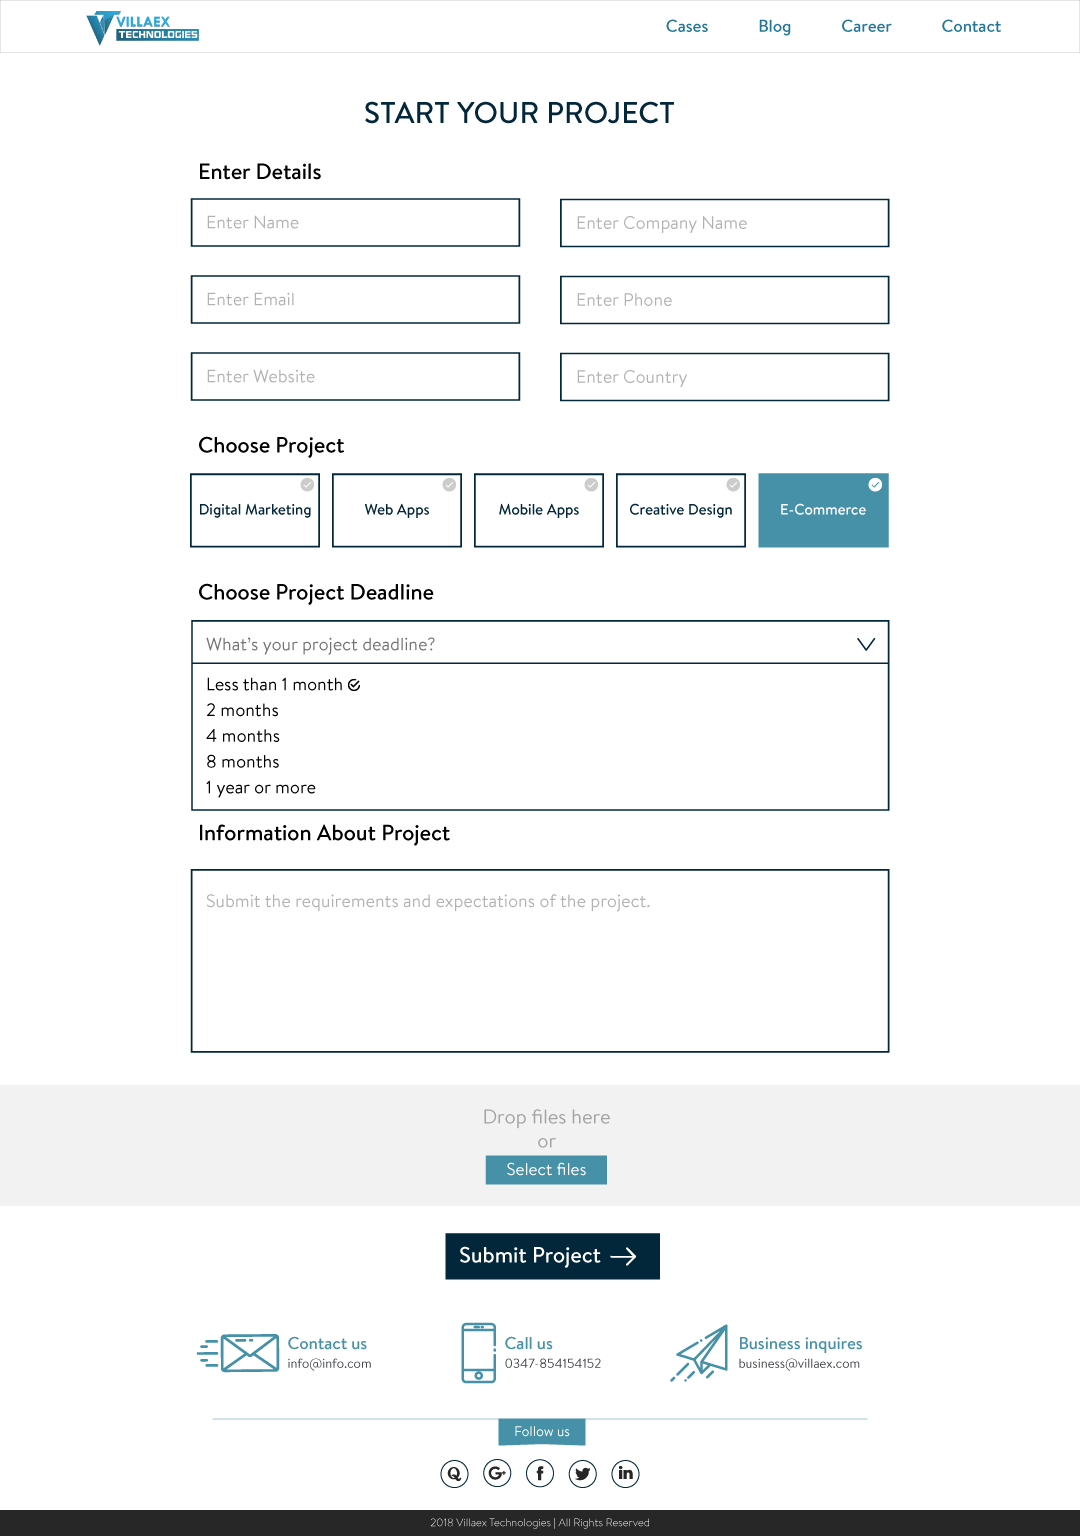 VILLAEX
TECHNOLOGIES
Cases Blog Career Contact
START YOUR PROJECT
Enter Details
Enter Name
Enter Company Name
Enter Email
Enter Phone
Enter Website
Enter Country
Choose Project
Digital Marketing
Web Apps
Mobile Apps
Creative Design
E-Commerce
Choose Project Deadline
What's your project deadline?
Less than 1 month
2 months
4 months
8 months
1 year or more
Information About Project
Submit the requirements and expectations of the project.
Drop files here
or
Select files
Submit Project
Contact us
info@info.com
Call us
0347-854154152
Business inquires
business@villaex.com
Follow us
Q G+ f in
2018 Villaex Technologies | All Rights Reserved